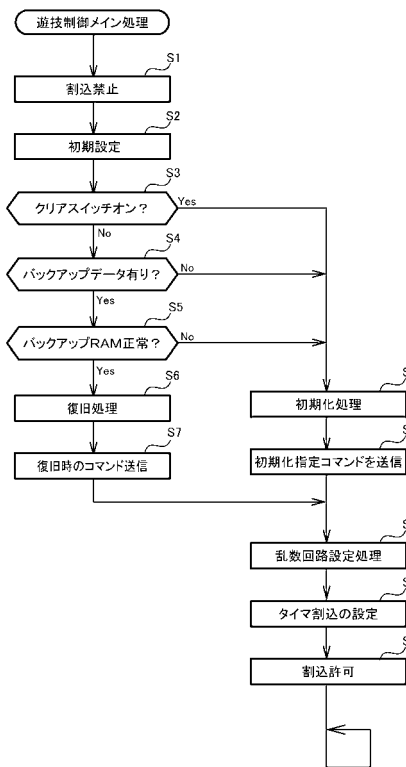 遊技制御メイン処理
S1
割込禁止
S2
初期設定
S3
クリアスイッチオン?
Yes
No
S4
バックアップデータ有り?
No
Yes
S5
バックアップRAM正常?
No
Yes
S6
復旧処理
S7
復旧時のコマンド送信
S
初期化処理
S
初期化指定コマンドを送信
S
乱数回路設定処理
S
タイマ割込の設定
S
割込許可